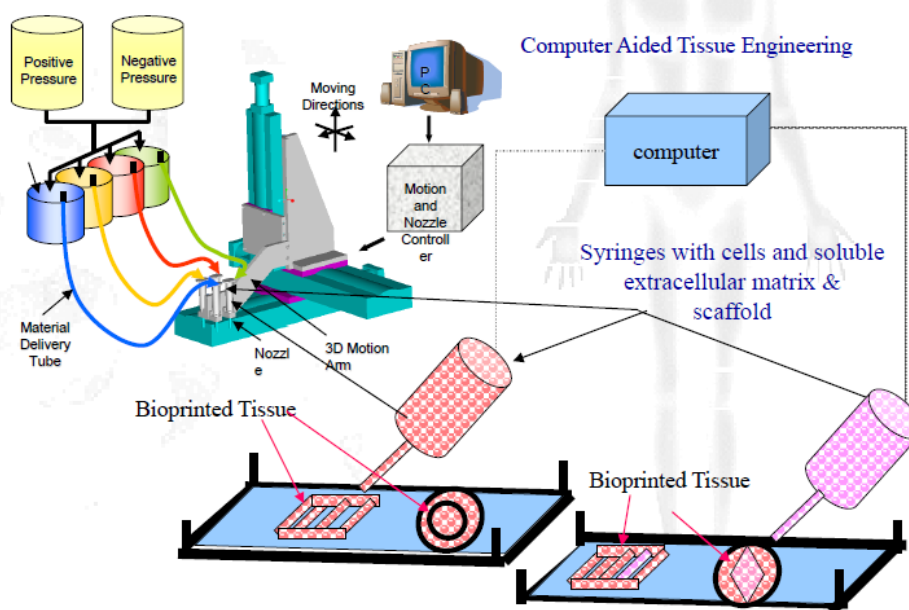 Positive
Pressure
Negative
Pressure
Moving
Directions
P
C
Computer Aided Tissue Engineering
computer
Motion
and
Nozzle
Controll
er
Syringes with cells and soluble
extracellular matrix &
scaffold
Material
Delivery
Tube
Nozzl
e
3D Motion
Arm
Bioprinted Tissue
Bioprinted Tissue